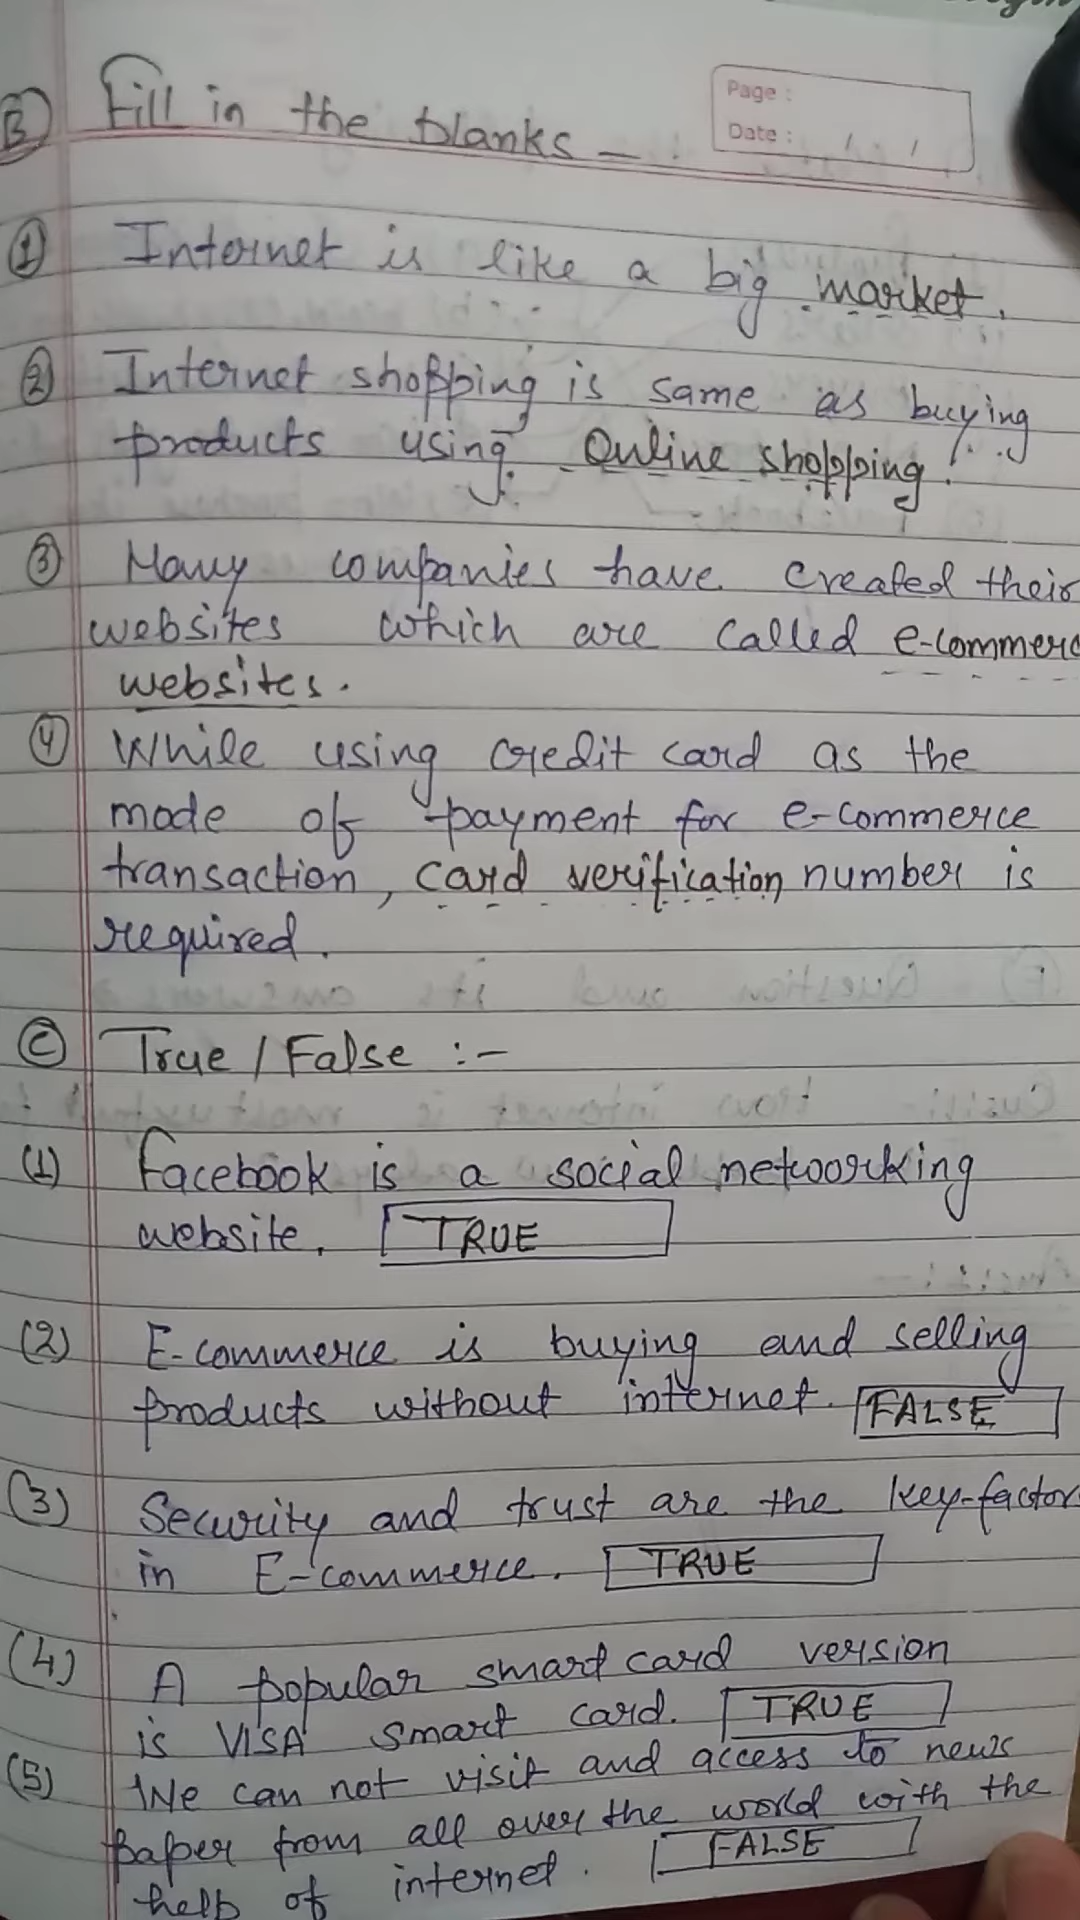 Page :
Date : / /
B Fill in the blanks –
① Internet is like a big market.
② Internet shopping is same as buying
products using Online shopping.
③ Many companies have created their
websites which are called e-commerc
websites.
④ While using credit card as the
mode of payment for e-commerce
transaction, card verification number is
required.
Ⓒ True / False :-
(1) Facebook is a social networking
website. TRUE
(2) E-commerce is buying and selling
products without internet. FALSE
(3) Security and trust are the key-factor
in E-commerce. TRUE
(4) A popular smart card version
is VISA smart card. TRUE
(5) We can not visit and access to news
paper from all over the world with the
help of internet. FALSE